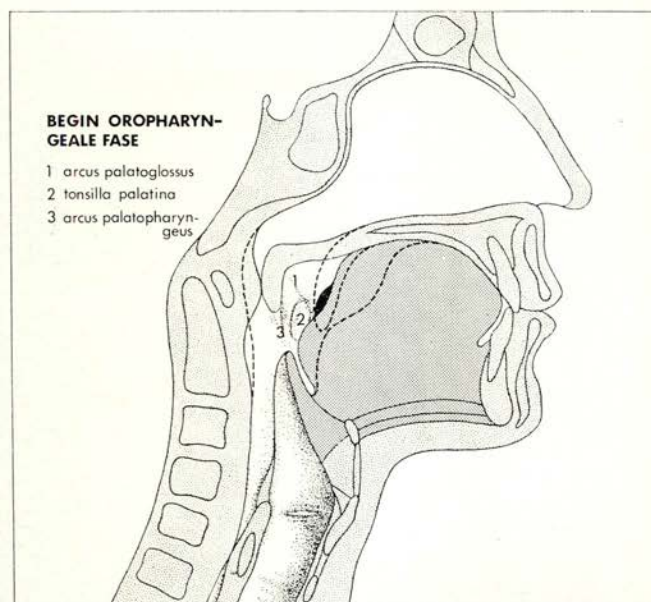 BEGIN OROPHARYN-
GEALE FASE
1 arcus palatoglossus
2 tonsilla palatina
3 arcus palatopharyn-
geus
1
2
3